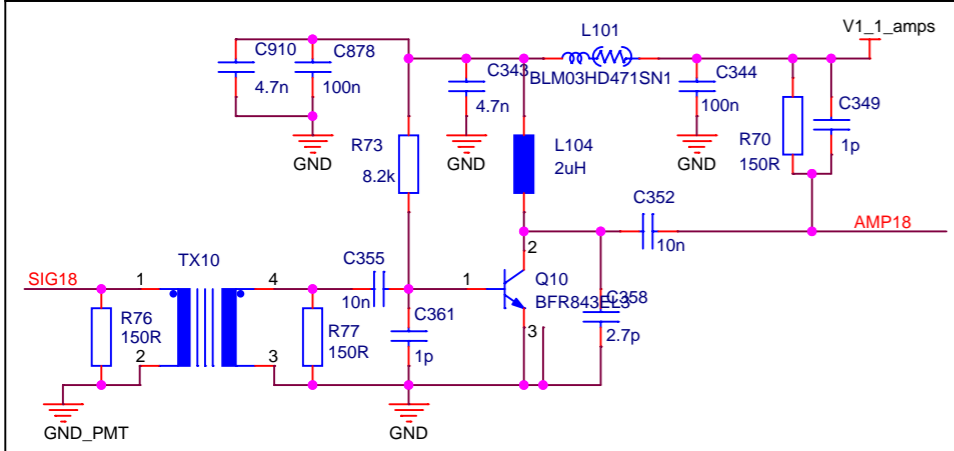 L101
V1_1_amps
C910
C878
C343
BLM03HD471SN1
C344
4.7n
100n
4.7n
100n
C349
1p
R70
150R
GND
R73
8.2k
GND
L104
2uH
GND
C352
10n
AMP18
SIG18
TX10
1
4
C355
10n
1
2
Q10
BFR843EL3
C358
2.7p
3
R76
150R
2
R77
150R
3
C361
1p
GND_PMT
GND